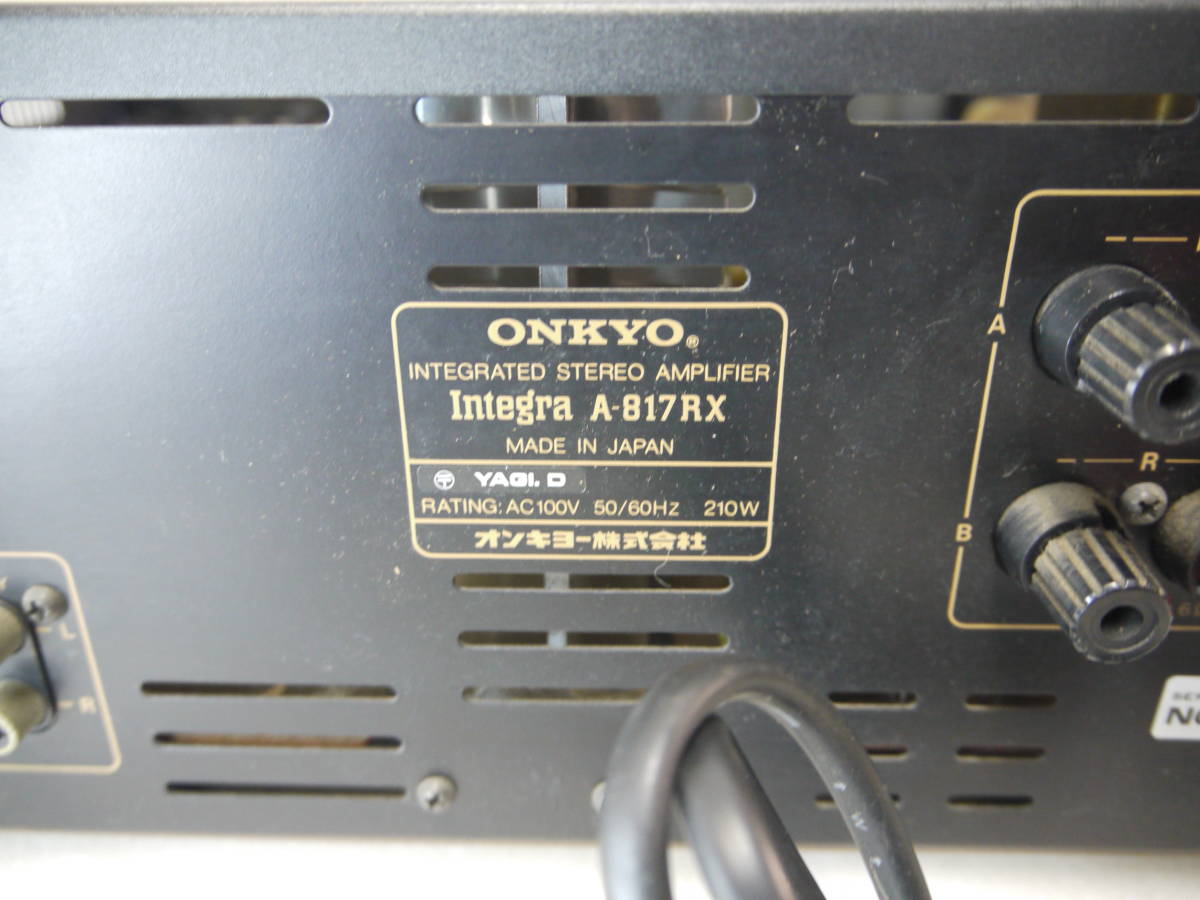 ONKYO®
INTEGRATED STEREO AMPLIFIER
Integra A-817RX
MADE IN JAPAN
〒 YAGI. D
RATING: AC100V 50/60Hz 210W
オンキヨー株式会社
A
R
B
L
R